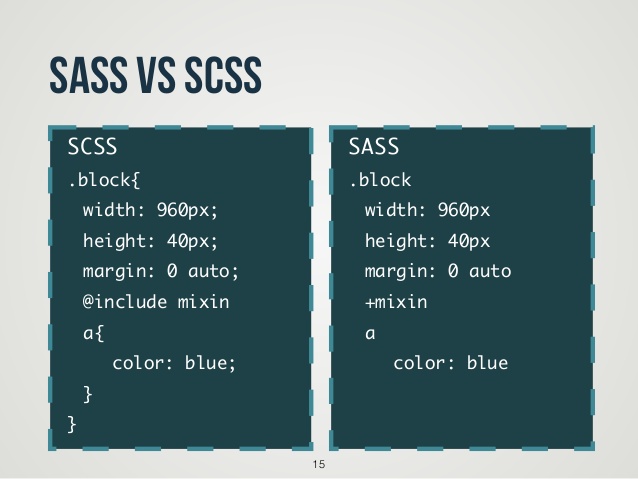 SASS VS SCSS
SCSS
.block{
width: 960px;
height: 40px;
margin: 0 auto;
@include mixin
a{
color: blue;
}
}
SASS
.block
width: 960px
height: 40px
margin: 0 auto
+mixin
a
color: blue
15